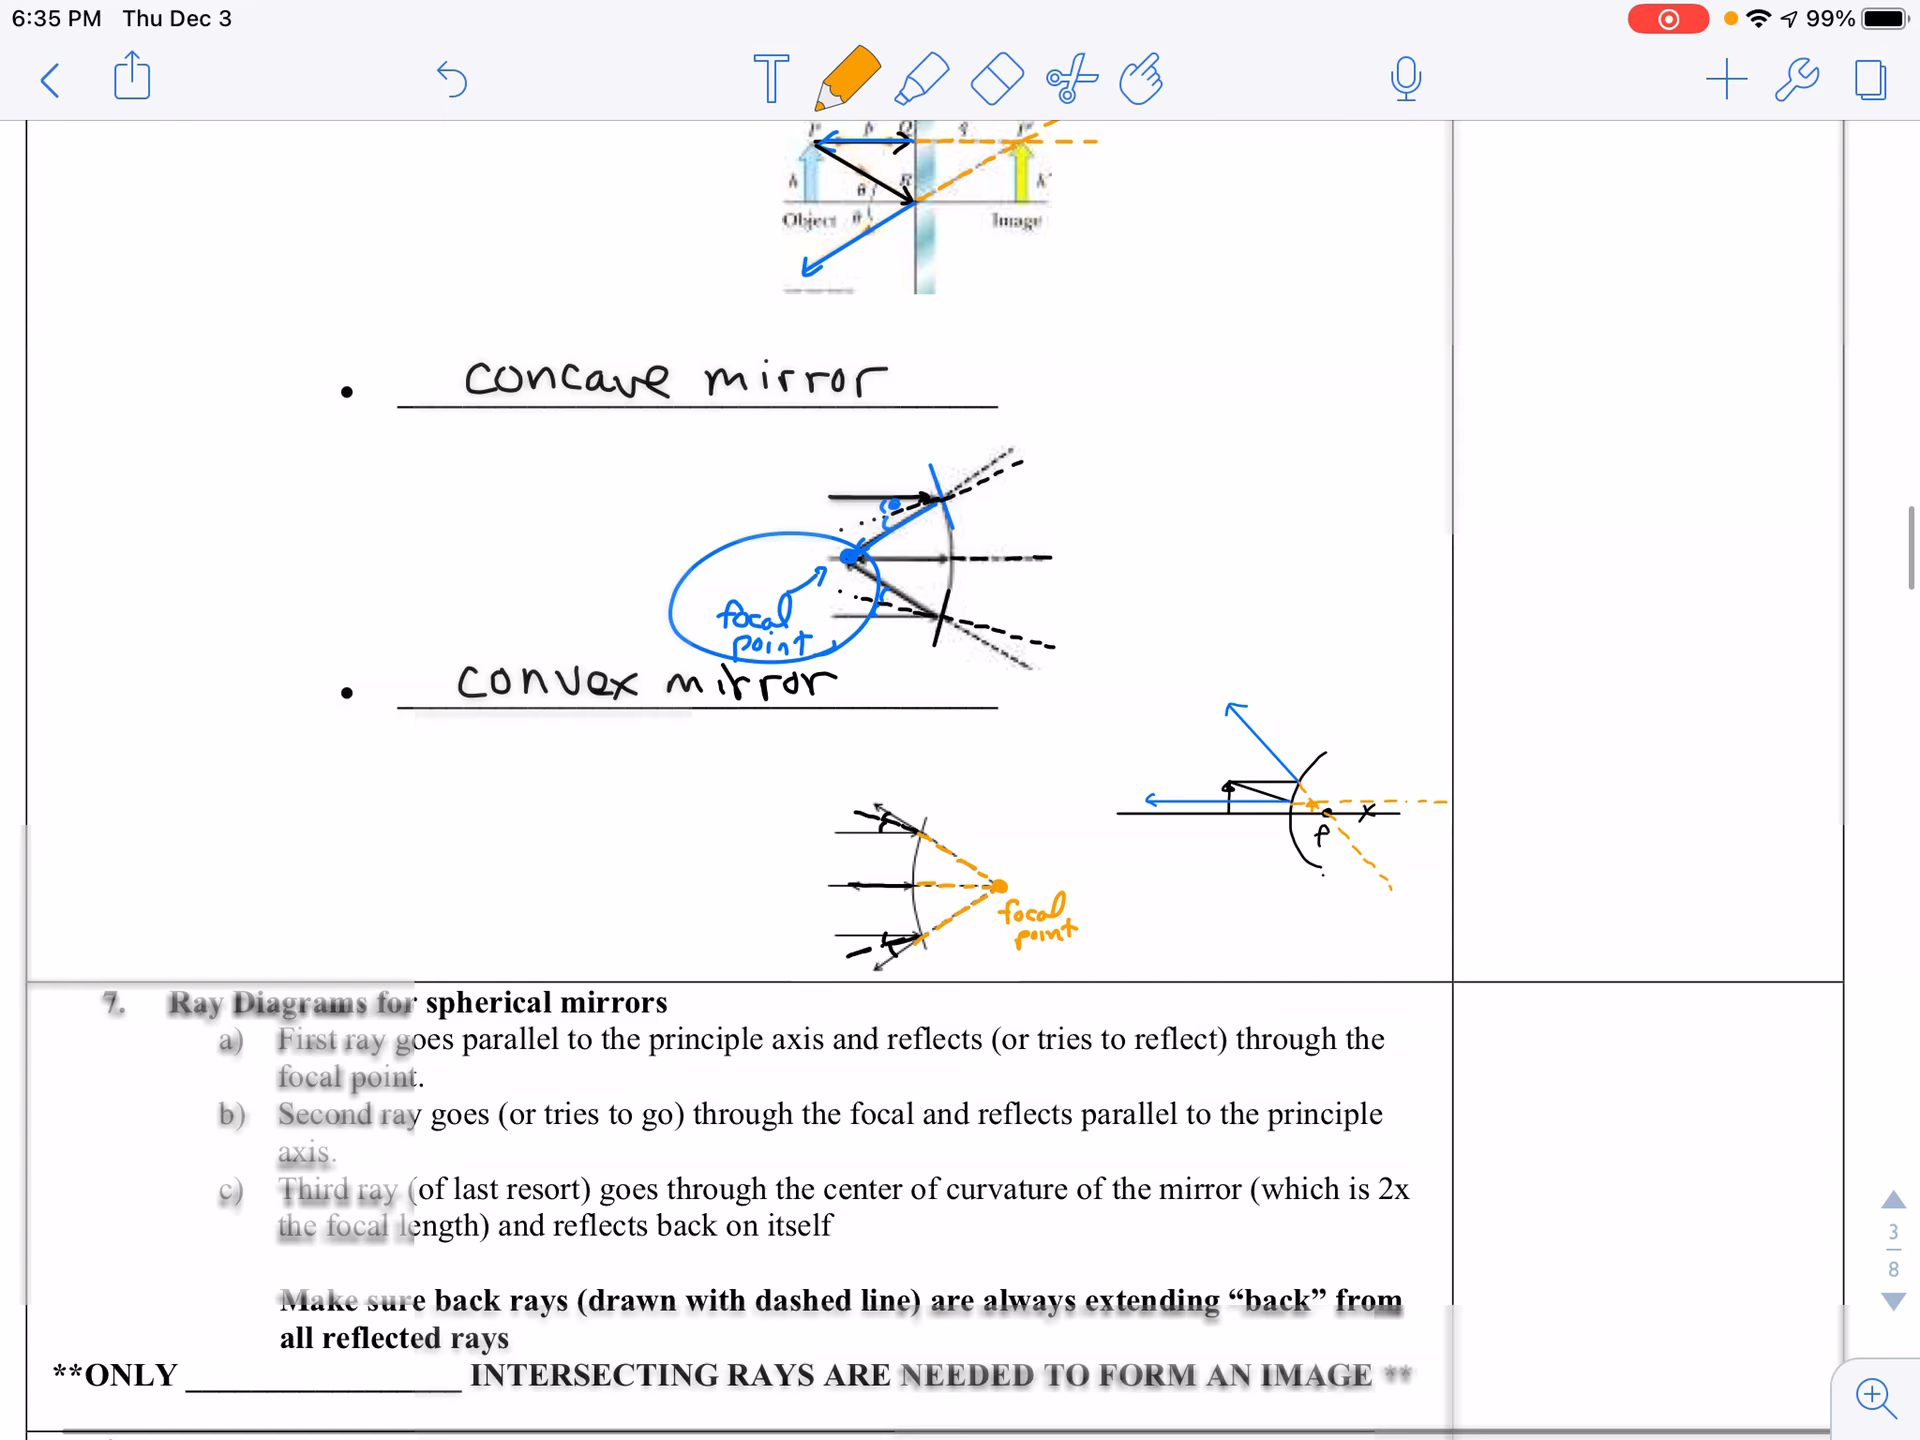 6:35 PM Thu Dec 3
99%
T
P p Q q P'
h θ R h'
Object θ Image
• concave mirror
θ
focal
point
• convex mirror
f x
focal
point
7. Ray Diagrams for spherical mirrors
a) First ray goes parallel to the principle axis and reflects (or tries to reflect) through the
focal point.
b) Second ray goes (or tries to go) through the focal and reflects parallel to the principle
axis.
c) Third ray (of last resort) goes through the center of curvature of the mirror (which is 2x
the focal length) and reflects back on itself
Make sure back rays (drawn with dashed line) are always extending “back” from
all reflected rays
**ONLY ________________ INTERSECTING RAYS ARE NEEDED TO FORM AN IMAGE **
3
8